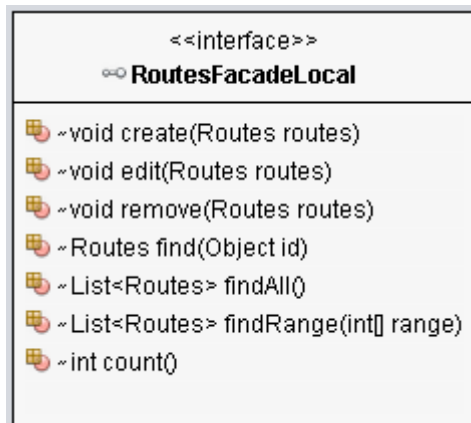 <<interface>>
RoutesFacadeLocal
~void create(Routes routes)
~void edit(Routes routes)
~void remove(Routes routes)
~Routes find(Object id)
~List<Routes> findAll()
~List<Routes> findRange(int[] range)
~int count()